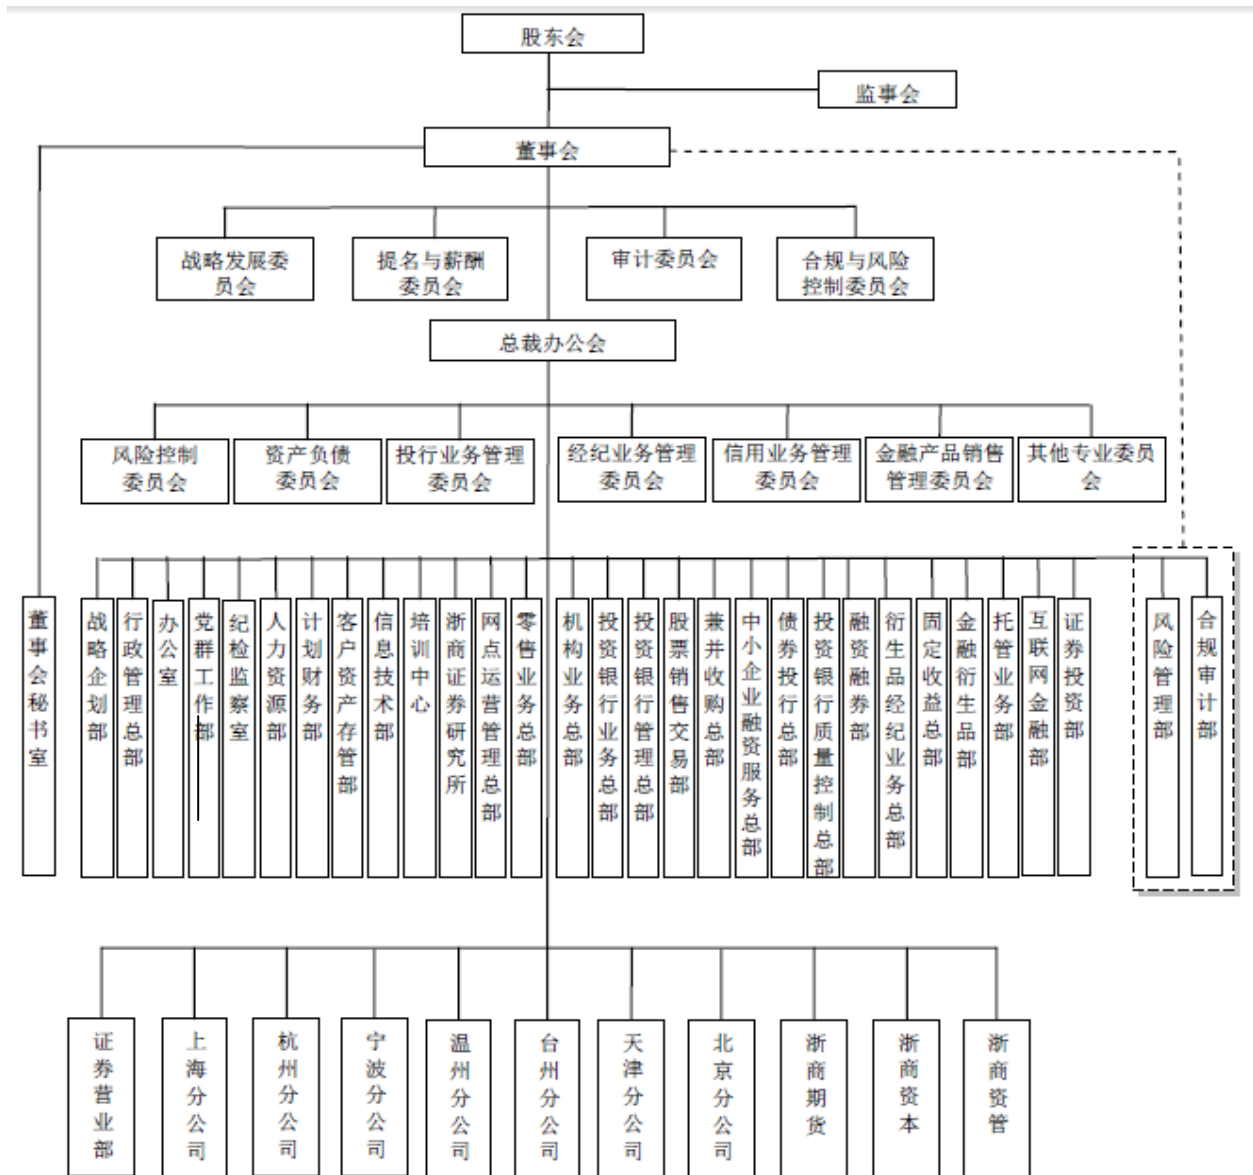 股东会
监事会
董事会
战略发展委
员会
提名与薪酬
委员会
审计委员会
合规与风险
控制委员会
总裁办公会
风险控制
委员会
资产负债
委员会
投行业务管理
委员会
经纪业务管理
委员会
信用业务管理
委员会
金融产品销售
管理委员会
其他专业委员
会
董事会秘书室
战略企划部
行政管理总部
办公室
党群工作部
纪检监察室
人力资源部
计划财务部
客户资产存管部
信息技术部
培训中心
浙商证券研究所
网点运营管理总部
零售业务总部
机构业务总部
投资银行业务总部
投资银行管理总部
股票销售交易部
兼并收购总部
中小企业融资服务总部
债券投行总部
投资银行质量控制总部
融资融券部
衍生品经纪业务总部
固定收益总部
金融衍生品部
托管业务部
互联网金融部
证券投资部
风险管理部
合规审计部
证券营业部
上海分公司
杭州分公司
宁波分公司
温州分公司
台州分公司
天津分公司
北京分公司
浙商期货
浙商资本
浙商资管